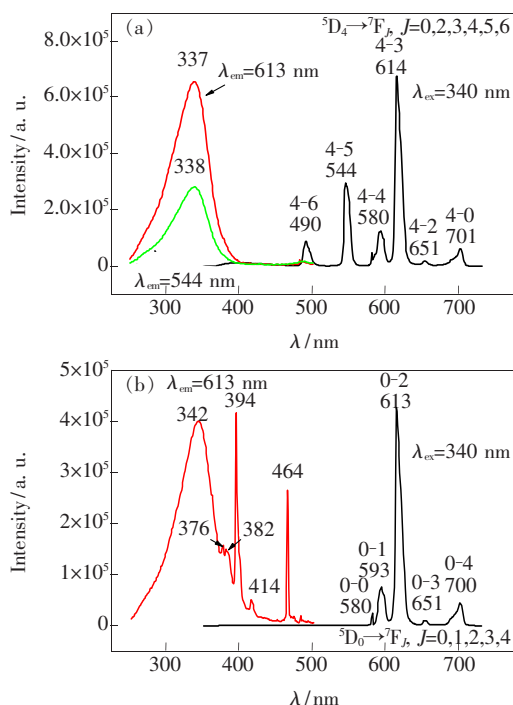 (a)
⁵D₄→⁷F_J, J=0,2,3,4,5,6
8.0×10⁵
6.0×10⁵
4.0×10⁵
2.0×10⁵
0
Intensity/a. u.
337
λem=613 nm
338
λem=544 nm
4-6
490
4-5
544
4-4
580
4-3
614
λex=340 nm
4-2
651
4-0
701
300 400 500 600 700
λ/nm
(b)
5×10⁵
4×10⁵
3×10⁵
2×10⁵
1×10⁵
0
Intensity/a. u.
λem=613 nm
342
394
376
382
414
464
0-2
613
λex=340 nm
0-1
593
0-0
580
0-3
651
0-4
700
⁵D₀→⁷F_J, J=0,1,2,3,4
300 400 500 600 700
λ/nm